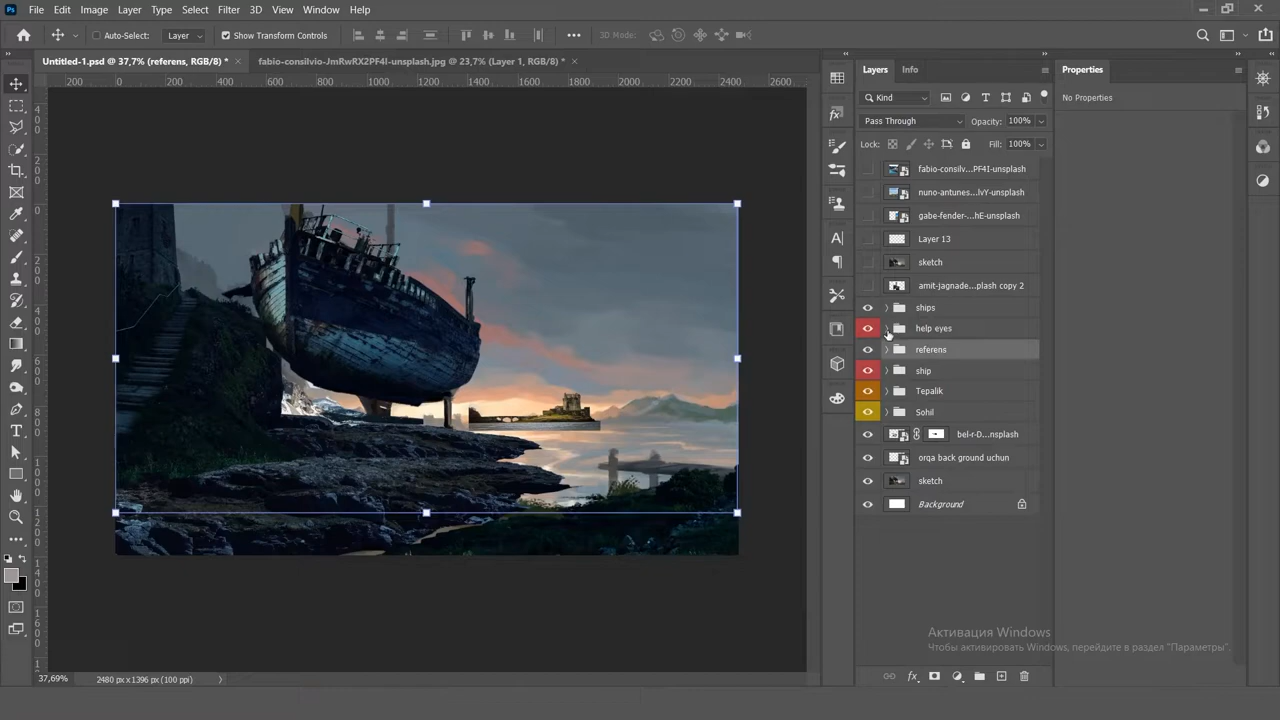 Ps File Edit Image Layer Type Select Filter 3D View Window Help
Auto-Select: Layer Show Transform Controls 3D Mode:
Untitled-1.psd @ 37,7% (referens, RGB/8) * fabio-consilvio-JmRwRX2PF4I-unsplash.jpg @ 23,7% (Layer 1, RGB/8) *
Layers Info
Properties
200 0 200 400 600 800 1000 1200 1400 1600 1800 2000 2200 2400 2600
Kind
No Properties
Pass Through Opacity: 100%
Lock: Fill: 100%
fabio-consilv...PF4I-unsplash
nuno-antunes...lvY-unsplash
gabe-fender-...hE-unsplash
Layer 13
sketch
amit-jagnade...plash copy 2
ships
help eyes
referens
ship
Tepalik
Sohil
bel-r-D...nsplash
orqa back ground uchun
sketch
Background
Активация Windows
Чтобы активировать Windows, перейдите в раздел "Параметры".
37,69% 2480 px x 1396 px (100 ppi)